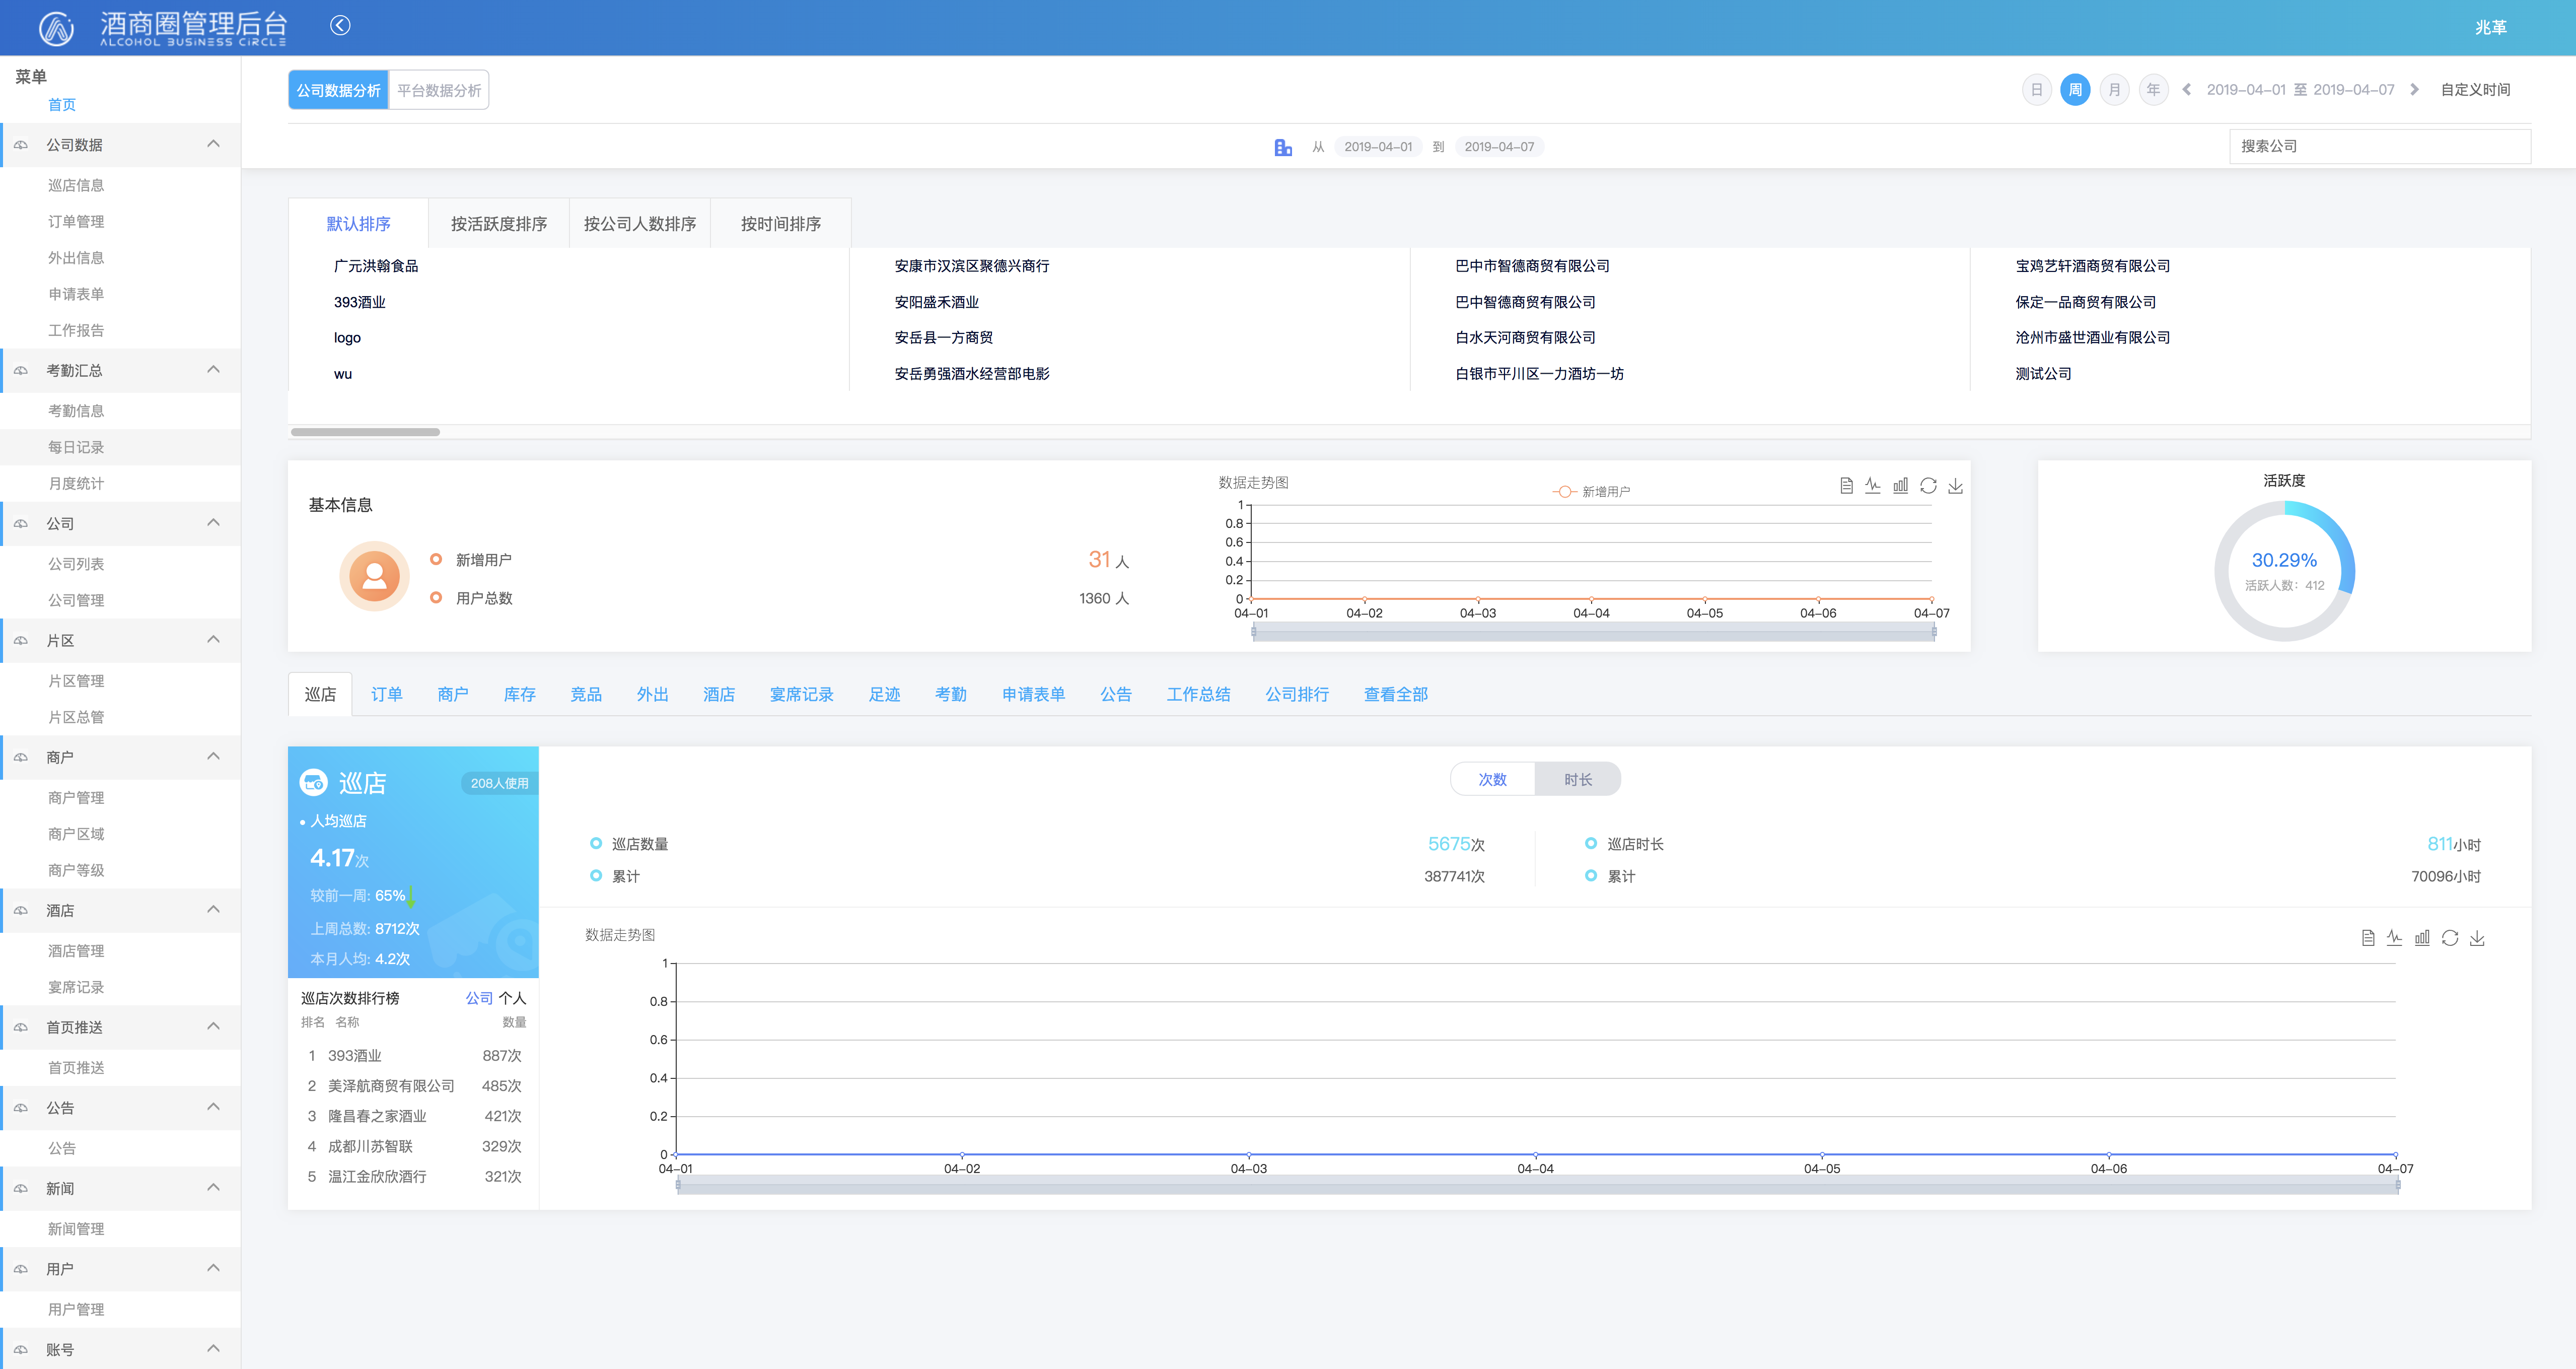 酒商圈管理后台
ALCOHOL BUSINESS CIRCLE
兆革
菜单
首页
公司数据
巡店信息
订单管理
外出信息
申请表单
工作报告
考勤汇总
考勤信息
每日记录
月度统计
公司
公司列表
公司管理
片区
片区管理
片区总管
商户
商户管理
商户区域
商户等级
酒店
酒店管理
宴席记录
首页推送
首页推送
公告
公告
新闻
新闻管理
用户
用户管理
账号
公司数据分析 平台数据分析
日 周 月 年 2019-04-01 至 2019-04-07 自定义时间
从 2019-04-01 到 2019-04-07
搜索公司
默认排序 按活跃度排序 按公司人数排序 按时间排序
广元洪翰食品 安康市汉滨区聚德兴商行 巴中市智德商贸有限公司 宝鸡艺轩酒商贸有限公司
393酒业 安阳盛禾酒业 巴中智德商贸有限公司 保定一品商贸有限公司
logo 安岳县一方商贸 白水天河商贸有限公司 沧州市盛世酒业有限公司
wu 安岳勇强酒水经营部电影 白银市平川区一力酒坊一坊 测试公司
基本信息
新增用户 31 人
用户总数 1360 人
数据走势图
新增用户
1
0.8
0.6
0.4
0.2
0
04-01 04-02 04-03 04-04 04-05 04-06 04-07
活跃度
30.29%
活跃人数: 412
巡店 订单 商户 库存 竞品 外出 酒店 宴席记录 足迹 考勤 申请表单 公告 工作总结 公司排行 查看全部
巡店
208人使用
人均巡店
4.17次
较前一周: 65%
上周总数: 8712次
本月人均: 4.2次
巡店次数排行榜 公司 个人
排名 名称 数量
1 393酒业 887次
2 美泽航商贸有限公司 485次
3 隆昌春之家酒业 421次
4 成都川苏智联 329次
5 温江金欣欣酒行 321次
次数 时长
巡店数量 5675次 巡店时长 811小时
累计 387741次 累计 70096小时
数据走势图
1
0.8
0.6
0.4
0.2
0
04-01 04-02 04-03 04-04 04-05 04-06 04-07